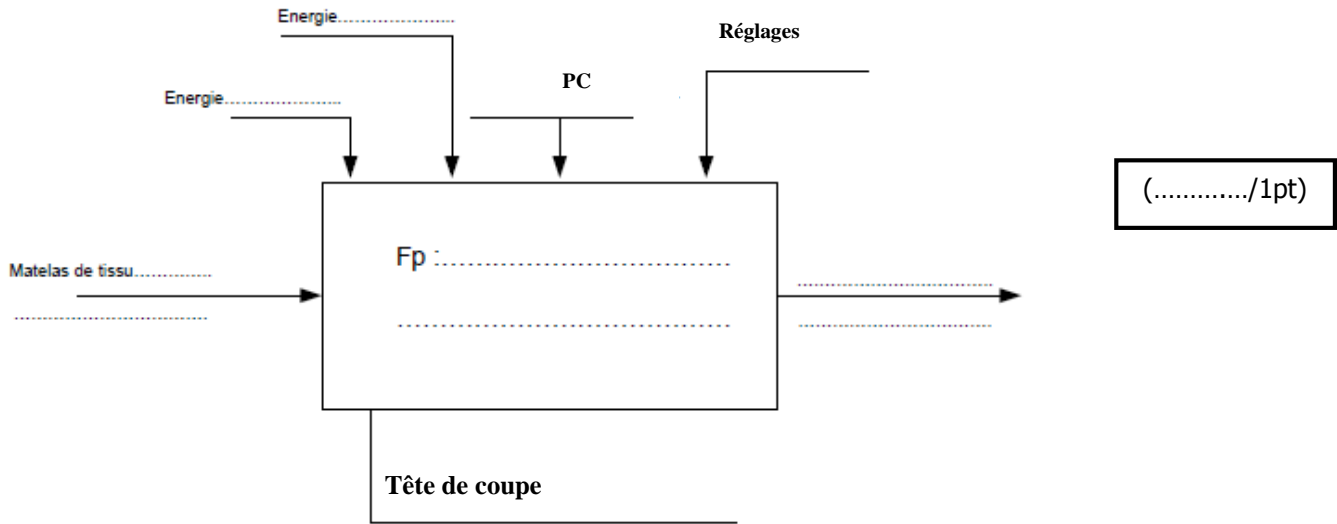 Energie.....................
Réglages
PC
Energie.....................
(............./1pt)
Fp :.................................
Matelas de tissu..............
...................................
...................................
......................................
...................................
Tête de coupe